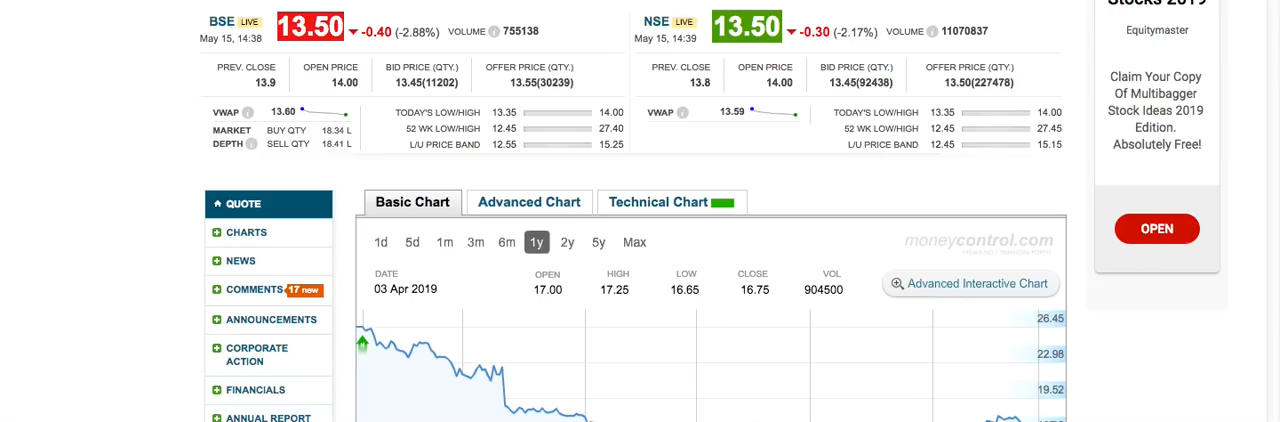 BSE LIVE 13.50 -0.40 (-2.88%) VOLUME i 755138
May 15, 14:38
PREV. CLOSE OPEN PRICE BID PRICE (QTY.) OFFER PRICE (QTY.)
13.9 14.00 13.45(11202) 13.55(30239)
VWAP i 13.60
TODAY'S LOW/HIGH 13.35 14.00
MARKET DEPTH i
BUY QTY 18.34 L
SELL QTY 18.41 L
52 WK LOW/HIGH 12.45 27.40
L/U PRICE BAND 12.55 15.25
NSE LIVE 13.50 -0.30 (-2.17%) VOLUME i 11070837
May 15, 14:39
PREV. CLOSE OPEN PRICE BID PRICE (QTY.) OFFER PRICE (QTY.)
13.8 14.00 13.45(92438) 13.50(227478)
VWAP i 13.59
TODAY'S LOW/HIGH 13.35 14.00
52 WK LOW/HIGH 12.45 27.45
L/U PRICE BAND 12.45 15.15
Stocks 2019
Equitymaster
Claim Your Copy
Of Multibagger
Stock Ideas 2019
Edition.
Absolutely Free!
OPEN
QUOTE
CHARTS
NEWS
COMMENTS 17 new
ANNOUNCEMENTS
CORPORATE
ACTION
FINANCIALS
ANNUAL REPORT
Basic Chart Advanced Chart Technical Chart
1d 5d 1m 3m 6m 1y 2y 5y Max
moneycontrol.com
DATE OPEN HIGH LOW CLOSE VOL
03 Apr 2019 17.00 17.25 16.65 16.75 904500
Advanced Interactive Chart
26.45
22.98
19.52